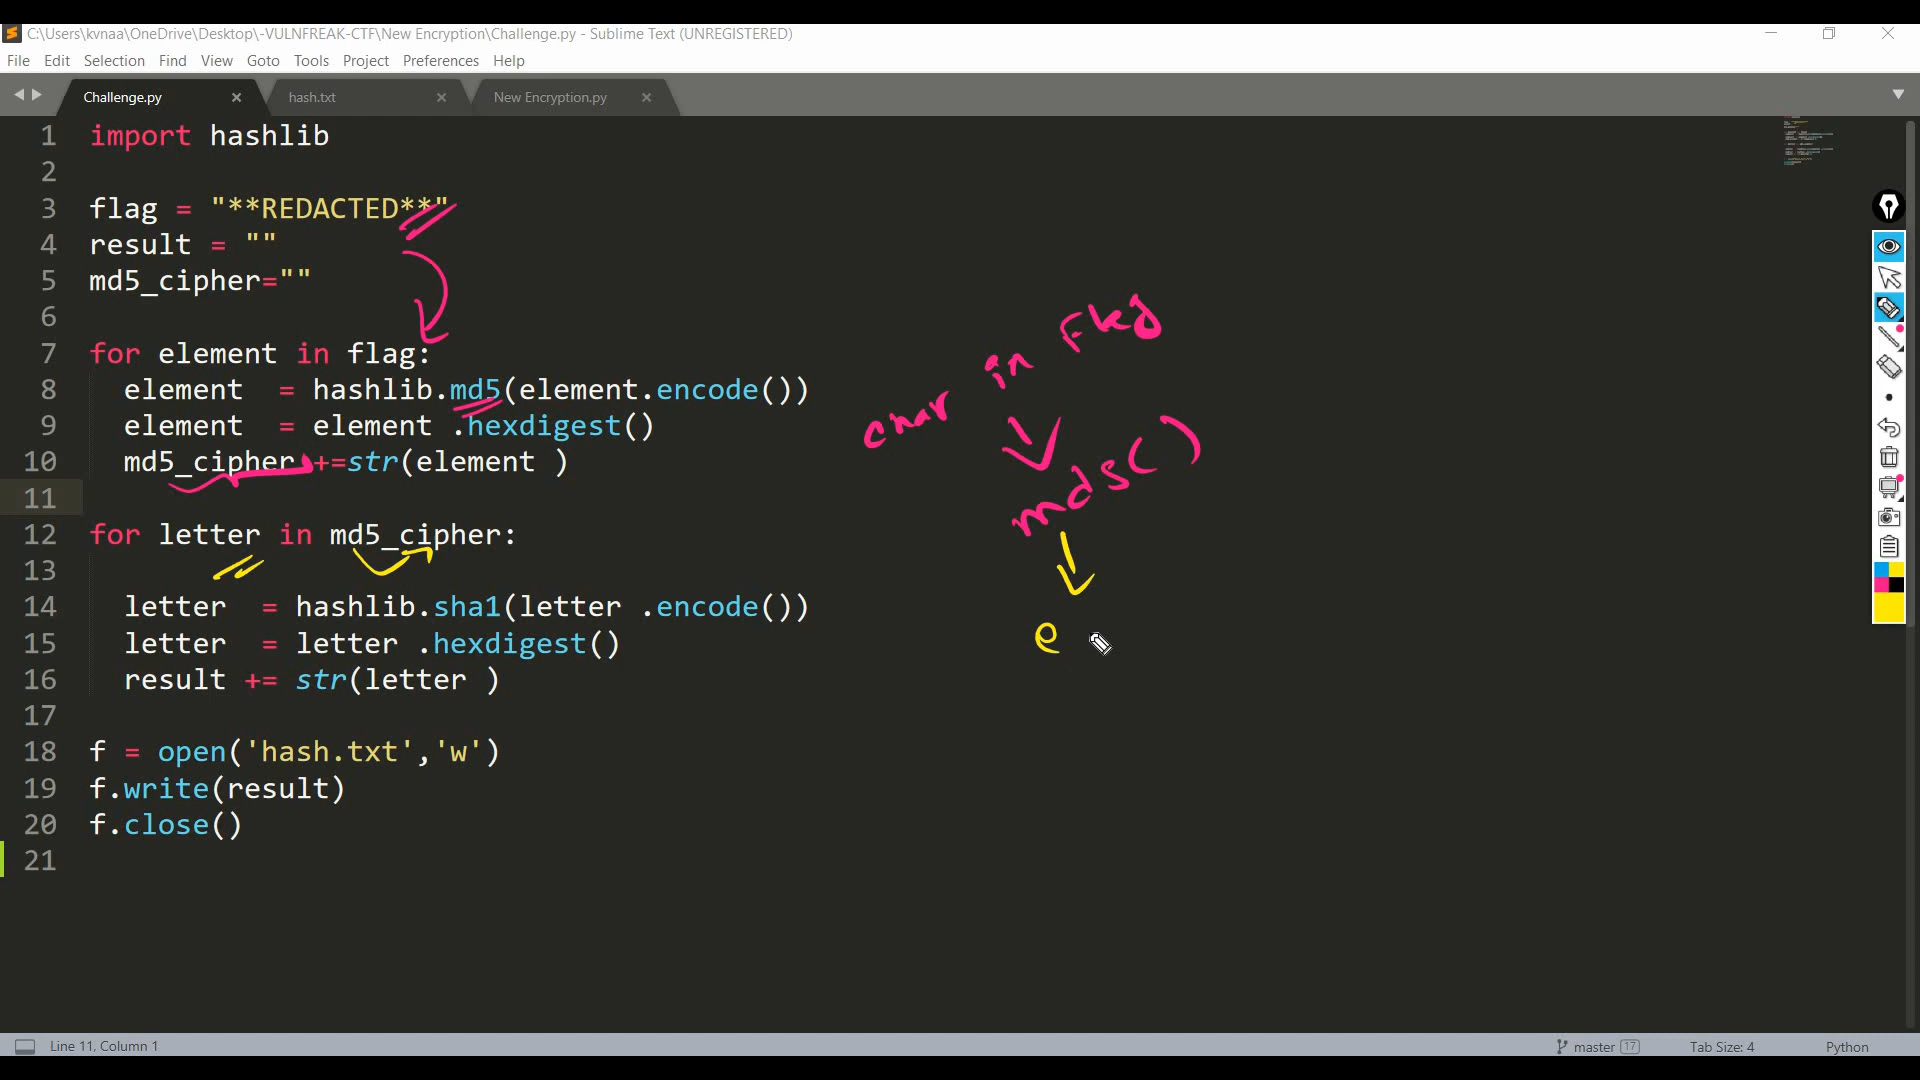 C:\Users\kvnaa\OneDrive\Desktop\-VULNFREAK-CTF\New Encryption\Challenge.py - Sublime Text (UNREGISTERED)
File Edit Selection Find View Goto Tools Project Preferences Help
Challenge.py hash.txt New Encryption.py
1 import hashlib
2
3 flag = "**REDACTED**"
4 result = ""
5 md5_cipher=""
6
7 for element in flag:
8 element = hashlib.md5(element.encode())
9 element = element .hexdigest()
10 md5_cipher +=str(element )
11
12 for letter in md5_cipher:
13
14 letter = hashlib.sha1(letter .encode())
15 letter = letter .hexdigest()
16 result += str(letter )
17
18 f = open('hash.txt','w')
19 f.write(result)
20 f.close()
21
char in
md5()
e
Line 11, Column 1 master 17 Tab Size: 4 Python